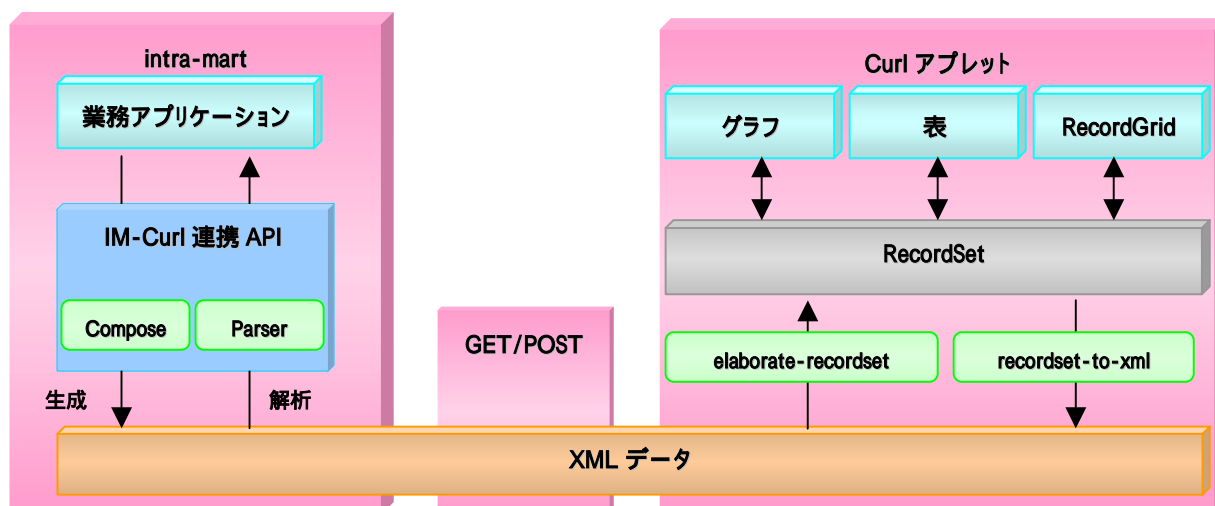 intra-mart
業務アプリケーション
IM-Curl 連携 API
Compose
Parser
生成
解析
GET/POST
Curl アプレット
グラフ
表
RecordGrid
RecordSet
elaborate-recordset
recordset-to-xml
XML データ